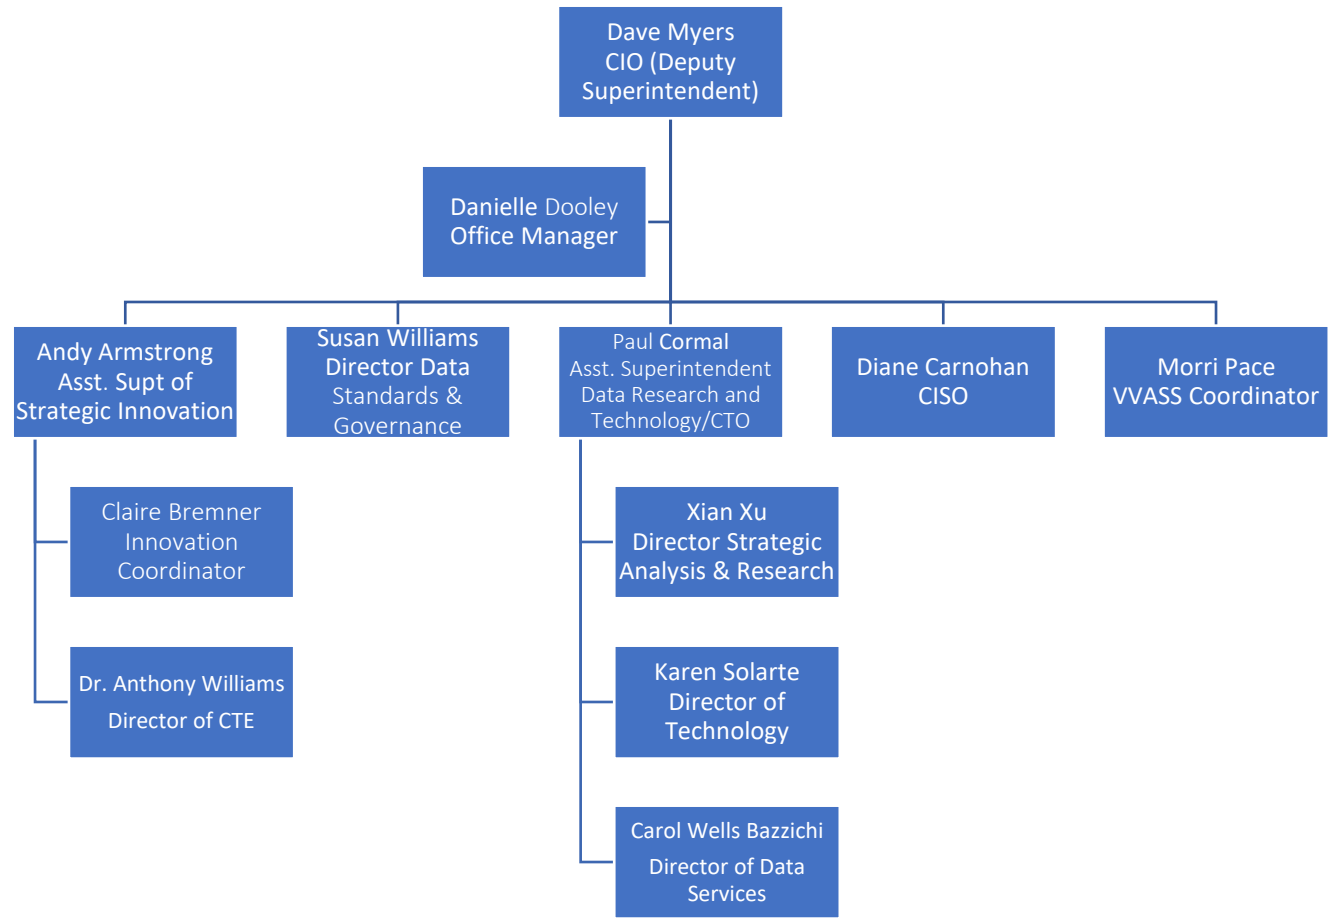 Dave Myers
CIO (Deputy
Superintendent)
Danielle Dooley
Office Manager
Andy Armstrong
Asst. Supt of
Strategic Innovation
Susan Williams
Director Data
Standards &
Governance
Paul Cormal
Asst. Superintendent
Data Research and
Technology/CTO
Diane Carnohan
CISO
Morri Pace
VVASS Coordinator
Claire Bremner
Innovation
Coordinator
Dr. Anthony Williams
Director of CTE
Xian Xu
Director Strategic
Analysis & Research
Karen Solarte
Director of
Technology
Carol Wells Bazzichi
Director of Data
Services